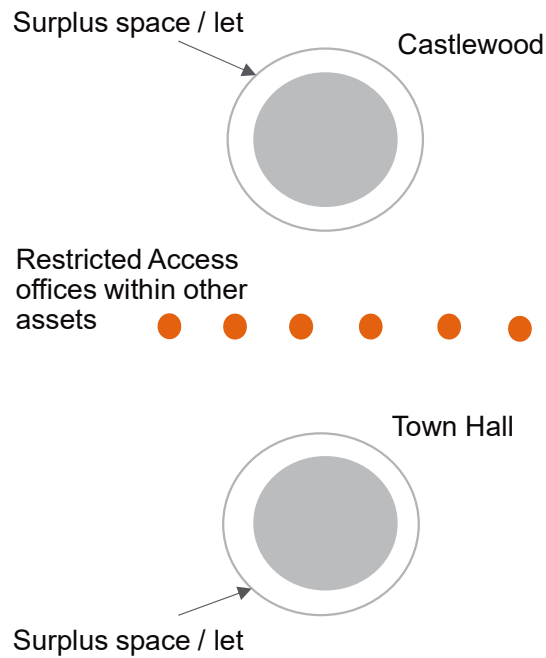 Surplus space / let
Castlewood
Restricted Access
offices within other
assets
Town Hall
Surplus space / let